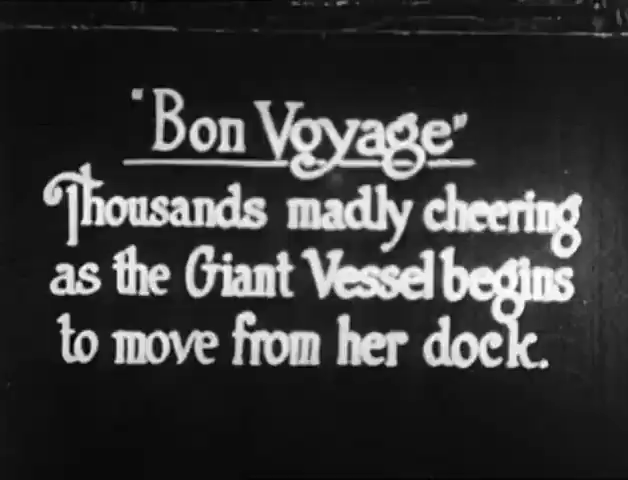 "Bon Voyage"
Thousands madly cheering
as the Giant Vessel begins
to move from her dock.